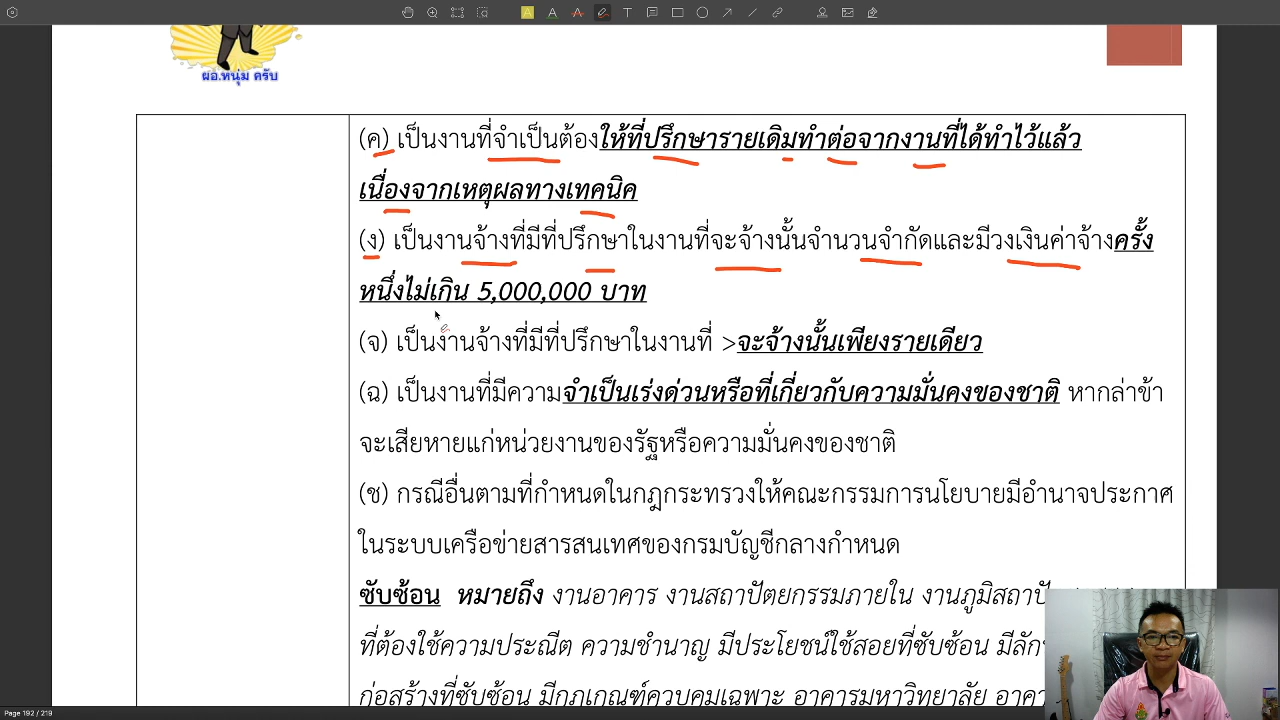 ผอ.หนุ่ม ครับ
(ค) เป็นงานที่จำเป็นต้องให้ที่ปรึกษารายเดิมทำต่อจากงานที่ได้ทำไว้แล้ว
เนื่องจากเหตุผลทางเทคนิค
(ง) เป็นงานจ้างที่มีที่ปรึกษาในงานที่จะจ้างนั้นจำนวนจำกัดและมีวงเงินค่าจ้างครั้ง
หนึ่งไม่เกิน 5,000,000 บาท
(จ) เป็นงานจ้างที่มีที่ปรึกษาในงานที่ >จะจ้างนั้นเพียงรายเดียว
(ฉ) เป็นงานที่มีความจำเป็นเร่งด่วนหรือที่เกี่ยวกับความมั่นคงของชาติ หากล่าช้า
จะเสียหายแก่หน่วยงานของรัฐหรือความมั่นคงของชาติ
(ช) กรณีอื่นตามที่กำหนดในกฎกระทรวงให้คณะกรรมการนโยบายมีอำนาจประกาศ
ในระบบเครือข่ายสารสนเทศของกรมบัญชีกลางกำหนด
ซับซ้อน หมายถึง งานอาคาร งานสถาปัตยกรรมภายใน งานภูมิสถาปั
ที่ต้องใช้ความประณีต ความชำนาญ มีประโยชน์ใช้สอยที่ซับซ้อน
ก่อสร้างที่ซับซ้อน มีกฎเกณฑ์ควบคุมเฉพาะ อาคารมหาวิทยาลัย
Page 192 / 219